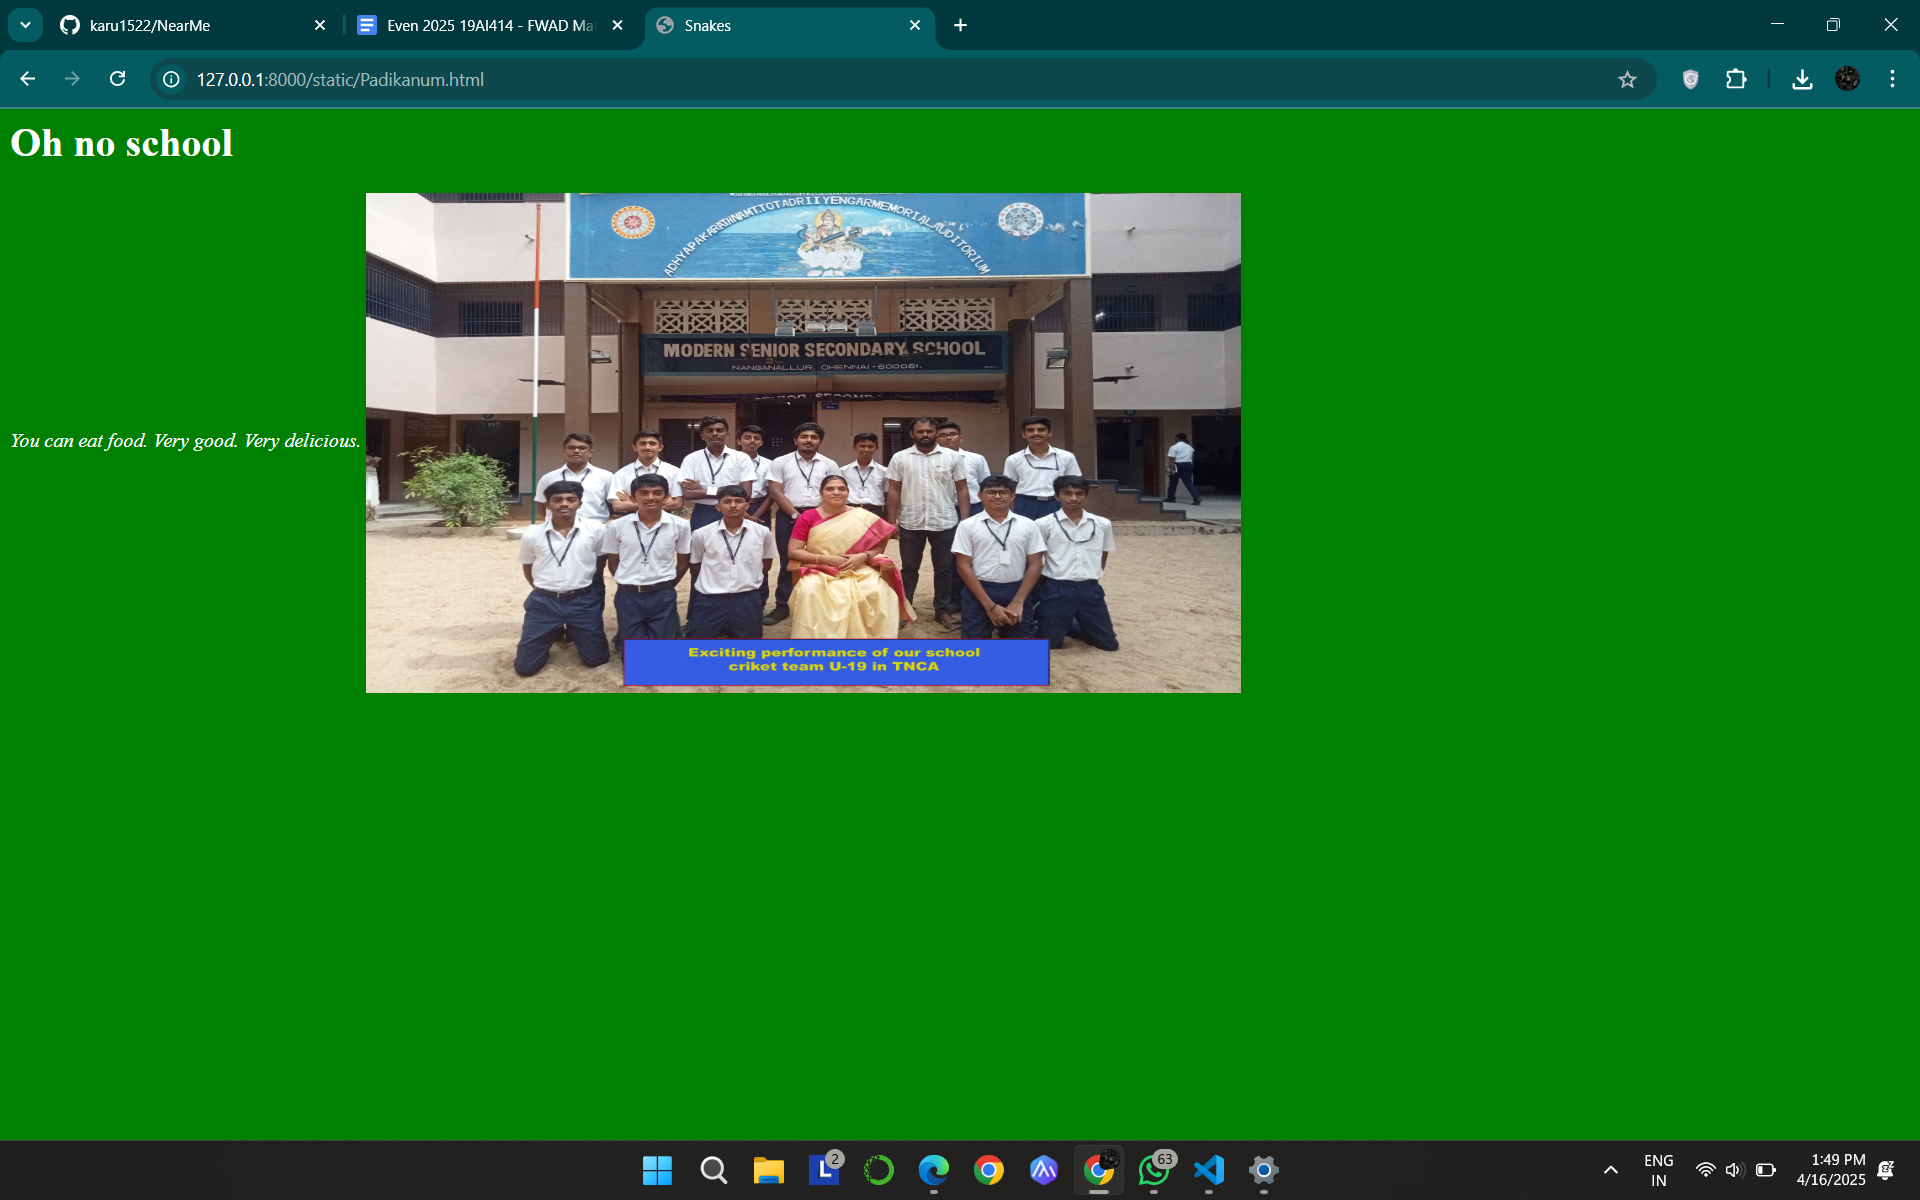 karu1522/NearMe
Even 2025 19AI414 - FWAD Ma
Snakes
127.0.0.1:8000/static/Padikanum.html
Oh no school
ADHYAPAKARATHNAM T.TOTADRI IYENGAR MEMORIAL AUDITORIUM
MODERN SENIOR SECONDARY SCHOOL
NANGANALLUR, CHENNAI-600061.
You can eat food. Very good. Very delicious.
Exciting performance of our school
criket team U-19 in TNCA
2
63
ENG
IN
1:49 PM
4/16/2025